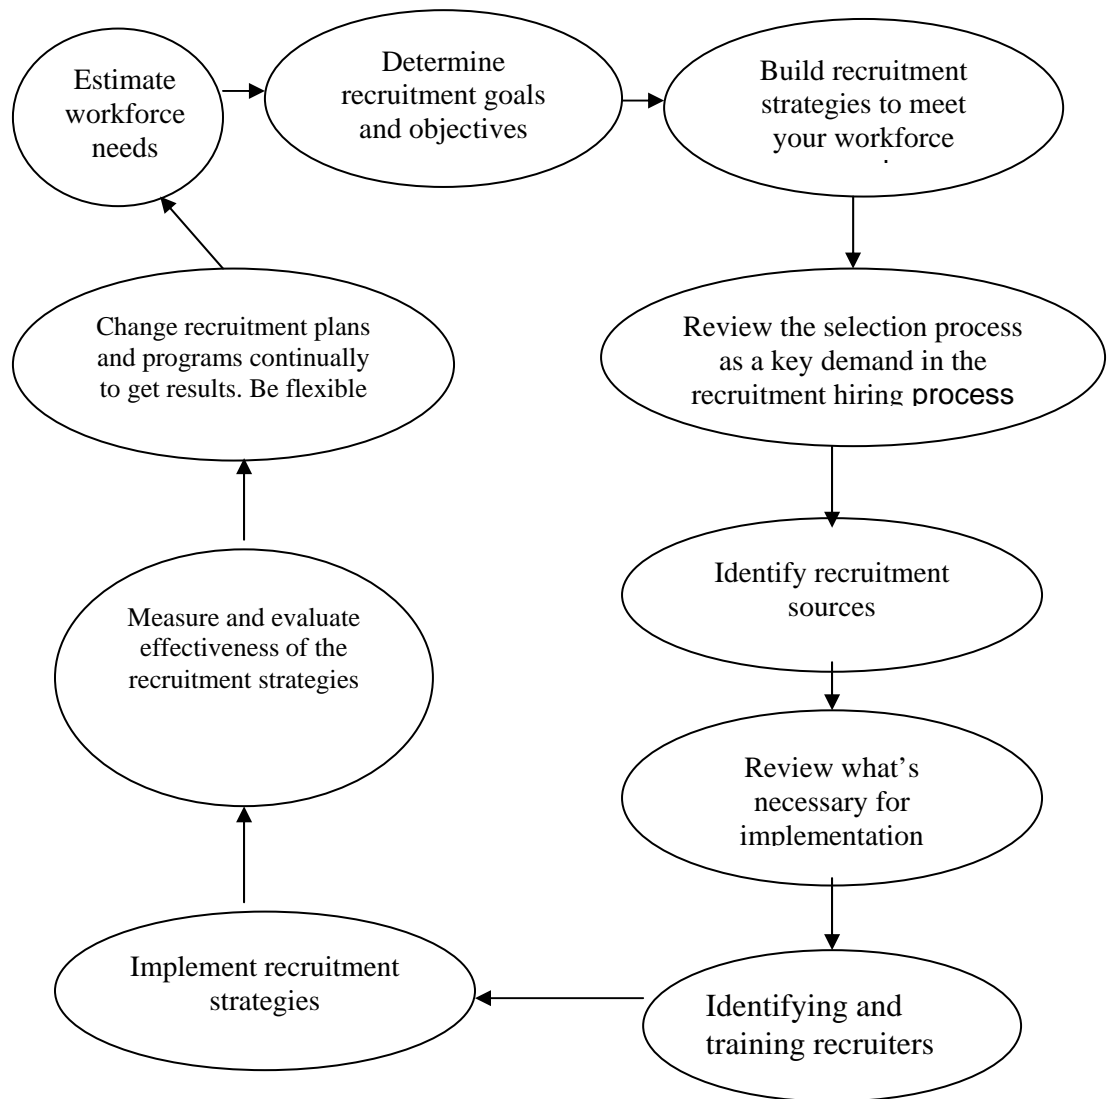 Estimate
workforce
needs
Determine
recruitment goals
and objectives
Build recruitment
strategies to meet
your workforce
Review the selection process
as a key demand in the
recruitment hiring process
Identify recruitment
sources
Review what’s
necessary for
implementation
Identifying and
training recruiters
Implement recruitment
strategies
Measure and evaluate
effectiveness of the
recruitment strategies
Change recruitment plans
and programs continually
to get results. Be flexible